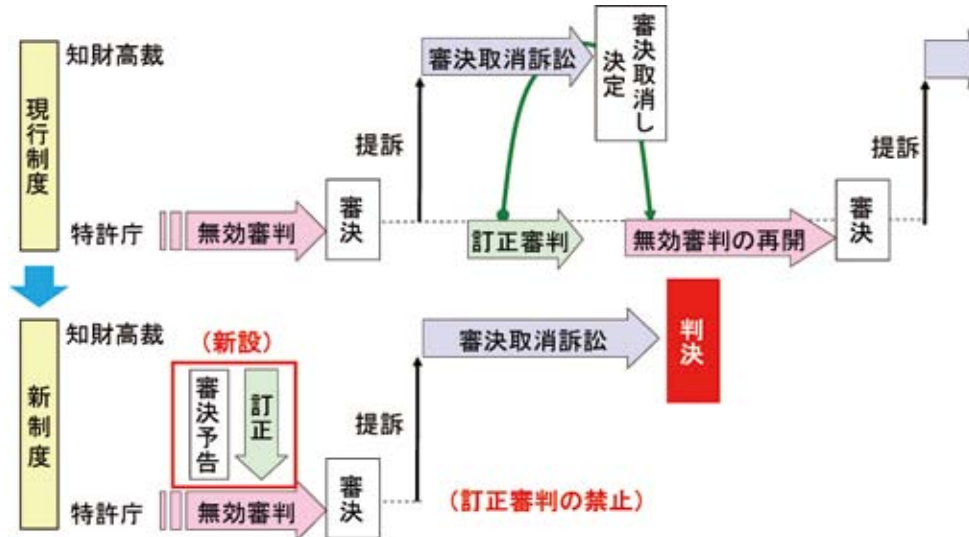 現行制度
知財高裁
審決取消訴訟
審決取消し
決定
提訴
提訴
特許庁
無効審判
審決
訂正審判
無効審判の再開
審決
新制度
知財高裁
(新設)
審決予告
訂正
審決取消訴訟
判決
提訴
特許庁
無効審判
審決
(訂正審判の禁止)